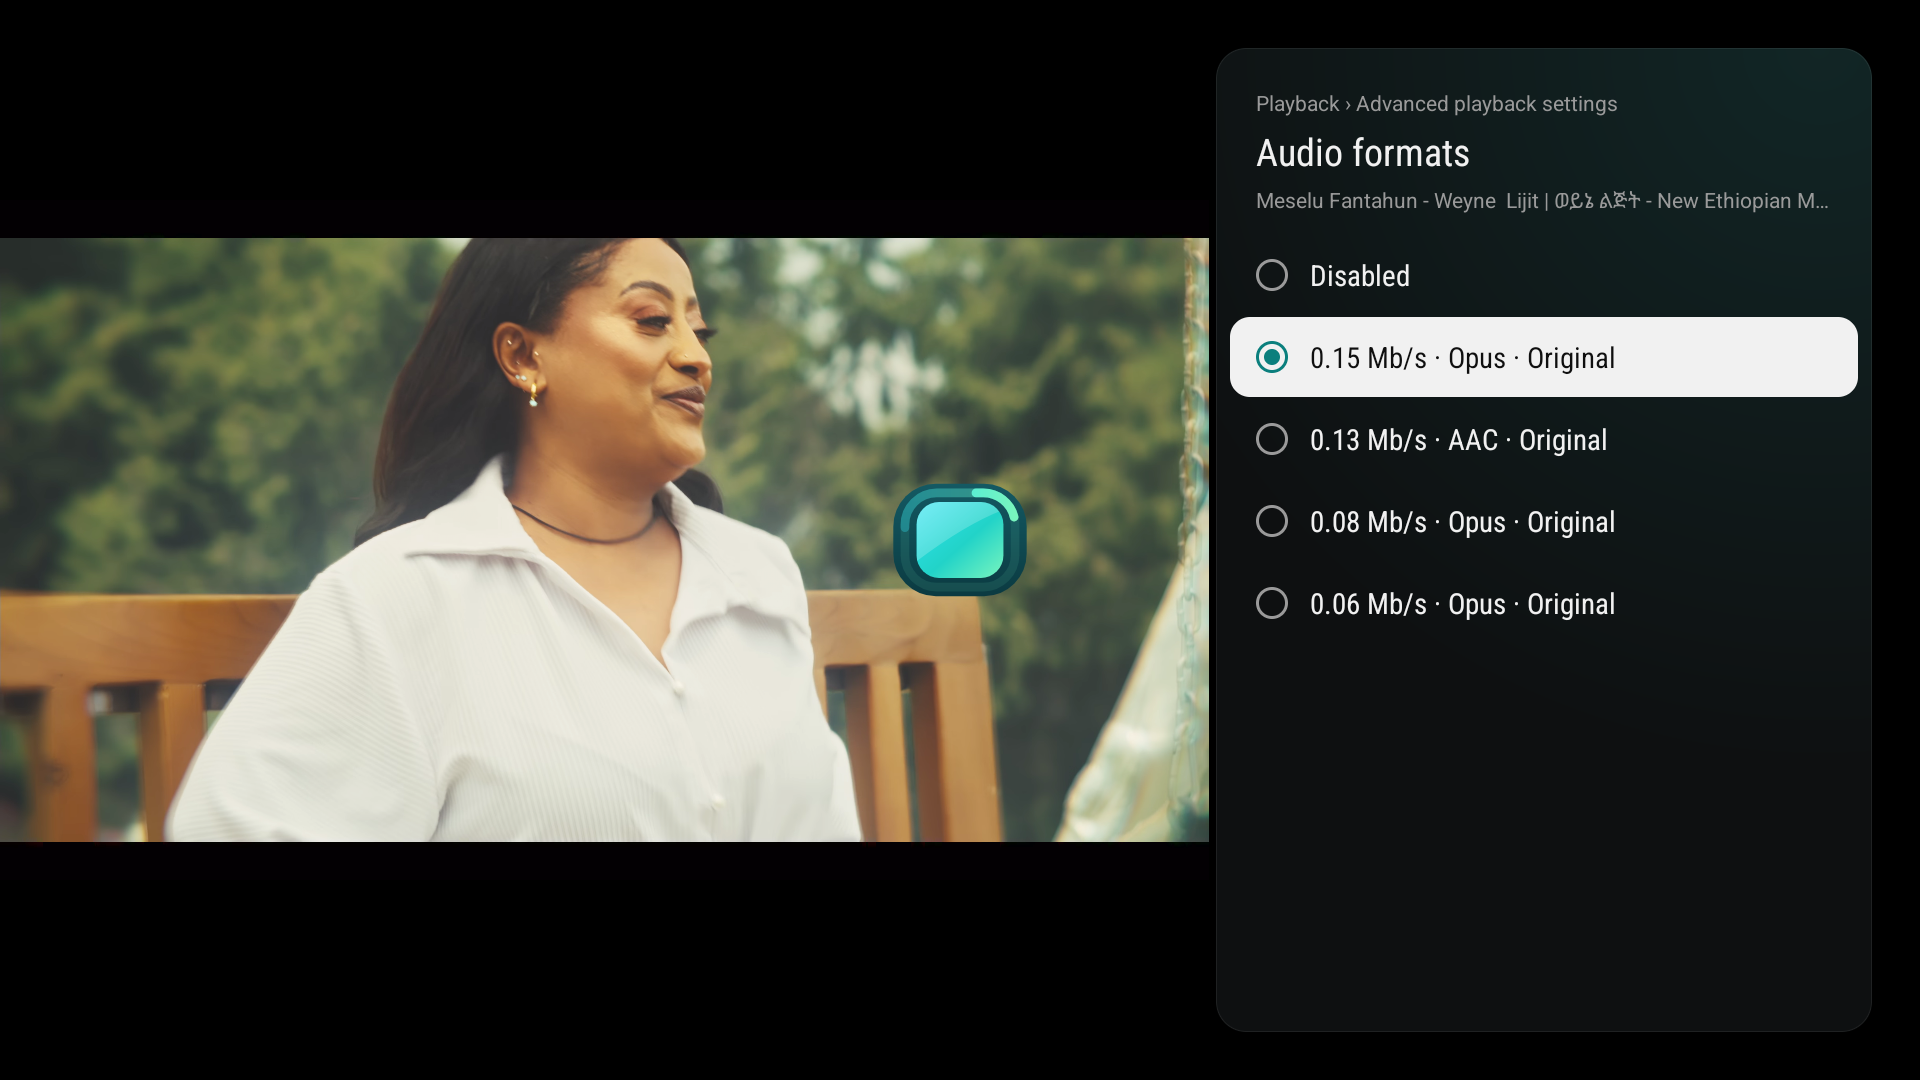 Playback › Advanced playback settings
Audio formats
Meselu Fantahun - Weyne  Lijit | ወይኔ ልጅት - New Ethiopian M...
Disabled
0.15 Mb/s · Opus · Original
0.13 Mb/s · AAC · Original
0.08 Mb/s · Opus · Original
0.06 Mb/s · Opus · Original